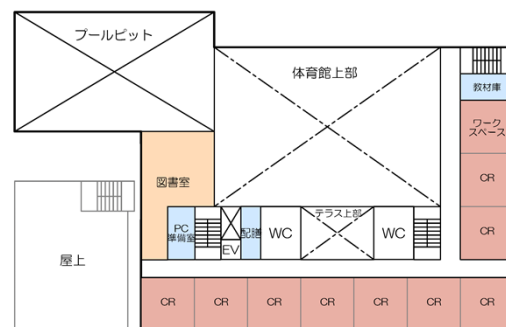 プールピット
体育館上部
教材庫
ワーク
スペース
CR
図書室
テラス上部
PC
準備室
EV
配膳
WC
WC
CR
屋上
CR
CR
CR
CR
CR
CR
CR